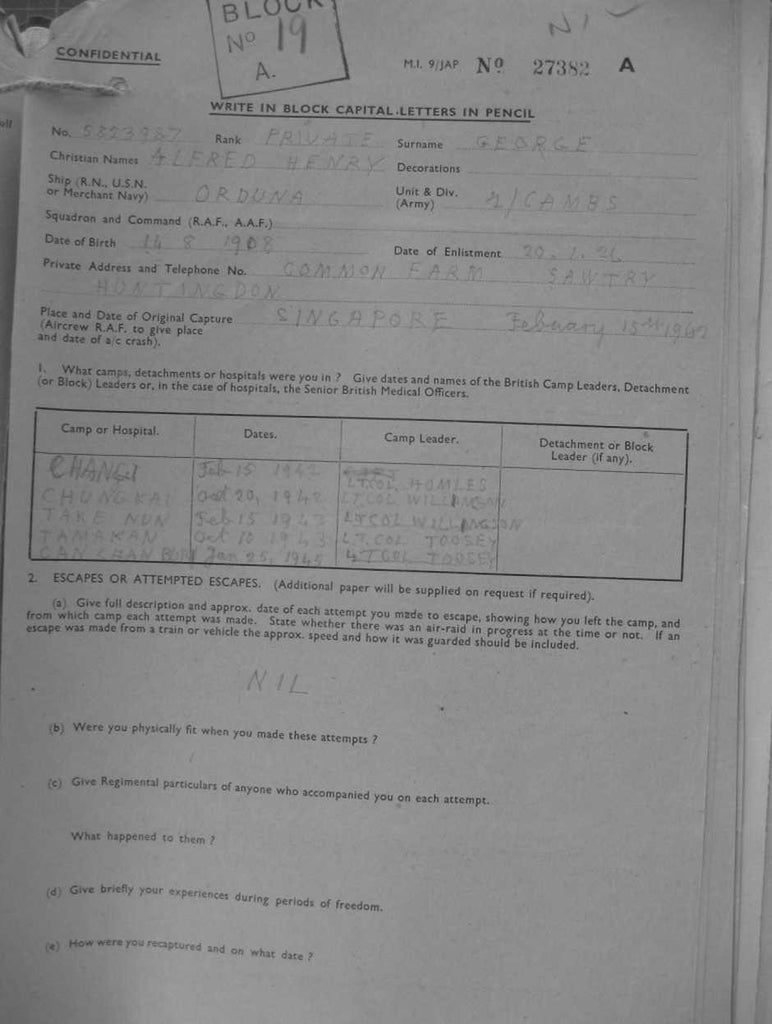 BLOCK
No 19
A.
CONFIDENTIAL
M.I. 9/JAP No 27382 A
WRITE IN BLOCK CAPITAL LETTERS IN PENCIL
No. 5823987 Rank PRIVATE Surname GEORGE
Christian Names ALFRED HENRY Decorations
Ship (R.N., U.S.N. or Merchant Navy) ORDUNA Unit & Div. (Army) 1/CAMBS
Squadron and Command (R.A.F., A.A.F.)
Date of Birth 14 8 1908 Date of Enlistment
Private Address and Telephone No. COMMON FARM SAWTRY
HUNTINGDON
Place and Date of Original Capture SINGAPORE Febuary 15th 1942
(Aircrew R.A.F. to give place
and date of a/c crash).
1. What camps, detachments or hospitals were you in ? Give dates and names of the British Camp Leaders, Detachment
(or Block) Leaders or, in the case of hospitals, the Senior British Medical Officers.
Camp or Hospital. Dates. Camp Leader. Detachment or Block Leader (if any).
CHANGI Feb 15 1942 LT.COL HOMLES
CHUNGKAI Oct 20, 1942 LT.COL WILLANGSON
TAKE NUN Feb 15 1943 LTCOL WILLANGSON
TAMAKAN Oct 10 1943 LT.COL TOOSEY
CAN CHAN BURI Jan 25, 1945 LTCOL TOOSEY
2. ESCAPES OR ATTEMPTED ESCAPES. (Additional paper will be supplied on request if required).
(a) Give full description and approx. date of each attempt you made to escape, showing how you left the camp, and
from which camp each attempt was made. State whether there was an air-raid in progress at the time or not. If an
escape was made from a train or vehicle the approx. speed and how it was guarded should be included.
NIL
(b) Were you physically fit when you made these attempts ?
(c) Give Regimental particulars of anyone who accompanied you on each attempt.
What happened to them ?
(d) Give briefly your experiences during periods of freedom.
(e) How were you recaptured and on what date ?